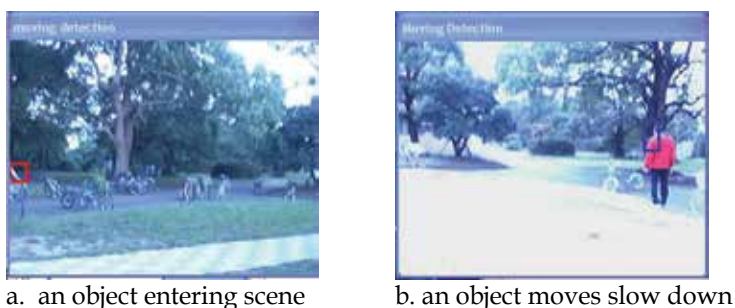 moving detection
Moving Detection
a. an object entering scene
b. an object moves slow down